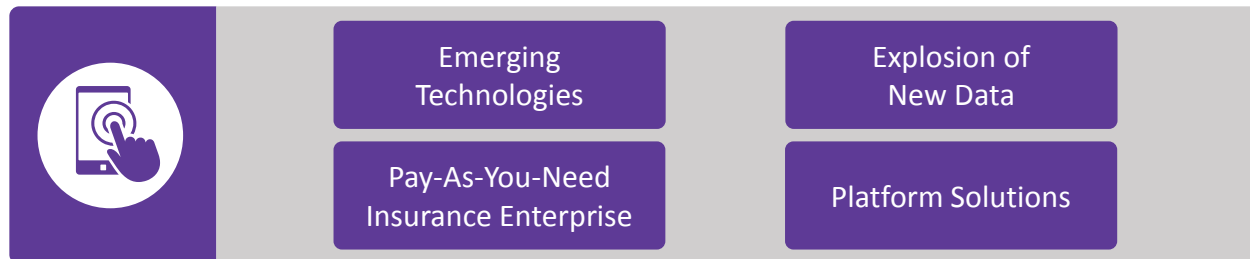 Emerging
Technologies
Explosion of
New Data
Pay-As-You-Need
Insurance Enterprise
Platform Solutions